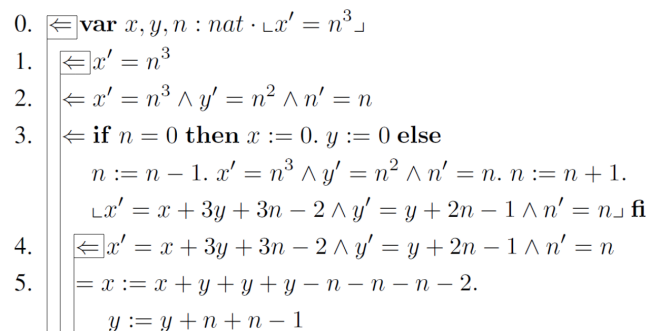 0. ⇐ var x, y, n : nat · ⌞x′ = n³⌟
1. ⇐ x′ = n³
2. ⇐ x′ = n³ ∧ y′ = n² ∧ n′ = n
3. ⇐ if n = 0 then x := 0. y := 0 else
n := n − 1. x′ = n³ ∧ y′ = n² ∧ n′ = n. n := n + 1.
⌞x′ = x + 3y + 3n − 2 ∧ y′ = y + 2n − 1 ∧ n′ = n⌟ fi
4. ⇐ x′ = x + 3y + 3n − 2 ∧ y′ = y + 2n − 1 ∧ n′ = n
5. = x := x + y + y + y − n − n − n − 2.
y := y + n + n − 1